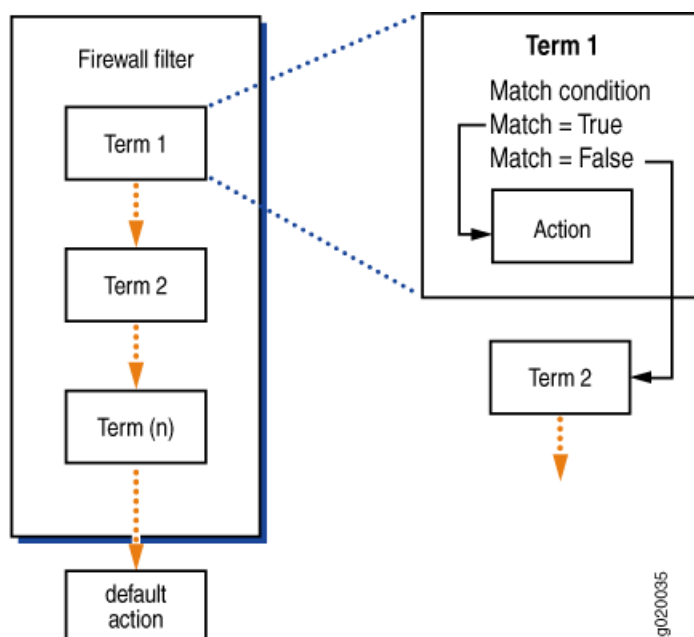 Firewall filter
Term 1
Term 2
Term (n)
default
action
Term 1
Match condition
Match = True
Match = False
Action
Term 2
g020035